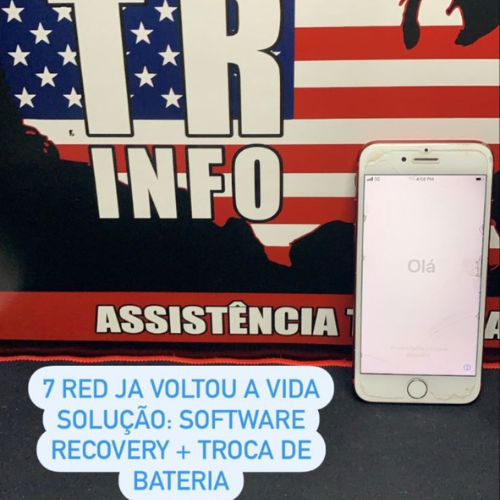 TR
INFO
ASSISTÊNCIA T
A
Olá
7 RED JA VOLTOU A VIDA
SOLUÇÃO: SOFTWARE
RECOVERY + TROCA DE
BATERIA